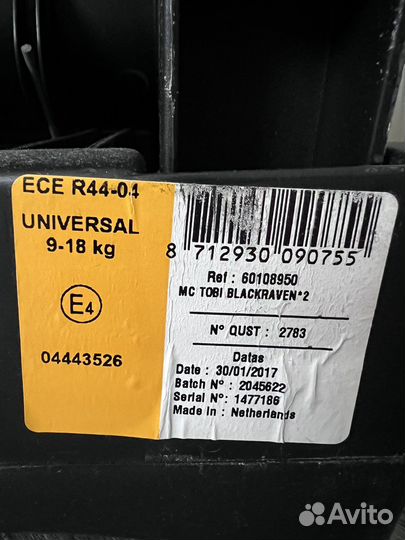 ECE R44-04
UNIVERSAL
9-18 kg
E4
04443526
8 712930 090755
Ref : 60108950
MC TOBI BLACKRAVEN*2
N° QUST : 2783
Datas
Date : 30/01/2017
Batch N° : 2045622
Serial N° : 1477186
Made in : Netherlands
Avito